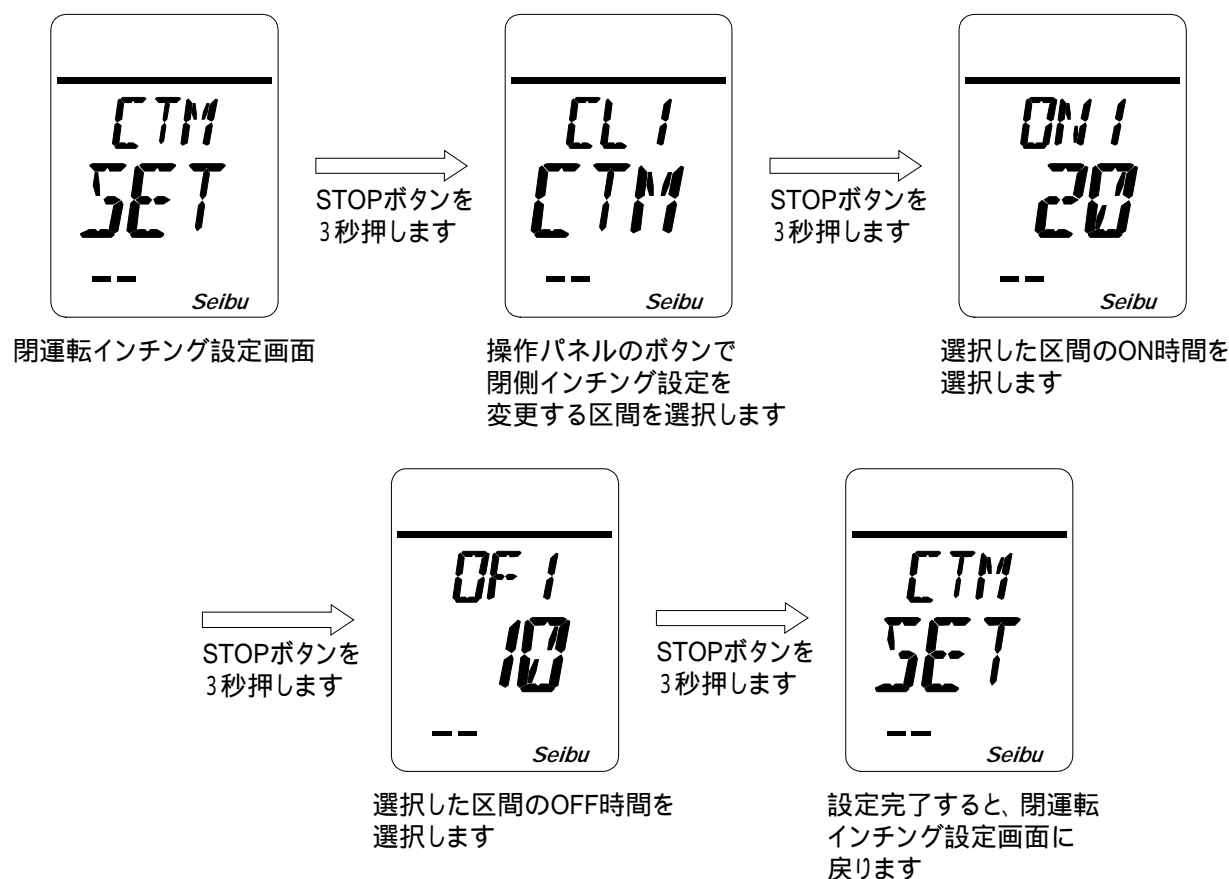 CTM
SET
--
Seibu
閉運転インチング設定画面
STOPボタンを
3秒押します
CL1
CTM
--
Seibu
操作パネルのボタンで
閉側インチング設定を
変更する区間を選択します
STOPボタンを
3秒押します
ON1
20
--
Seibu
選択した区間のON時間を
選択します
STOPボタンを
3秒押します
OF1
10
--
Seibu
選択した区間のOFF時間を
選択します
STOPボタンを
3秒押します
CTM
SET
--
Seibu
設定完了すると、閉運転
インチング設定画面に
戻ります